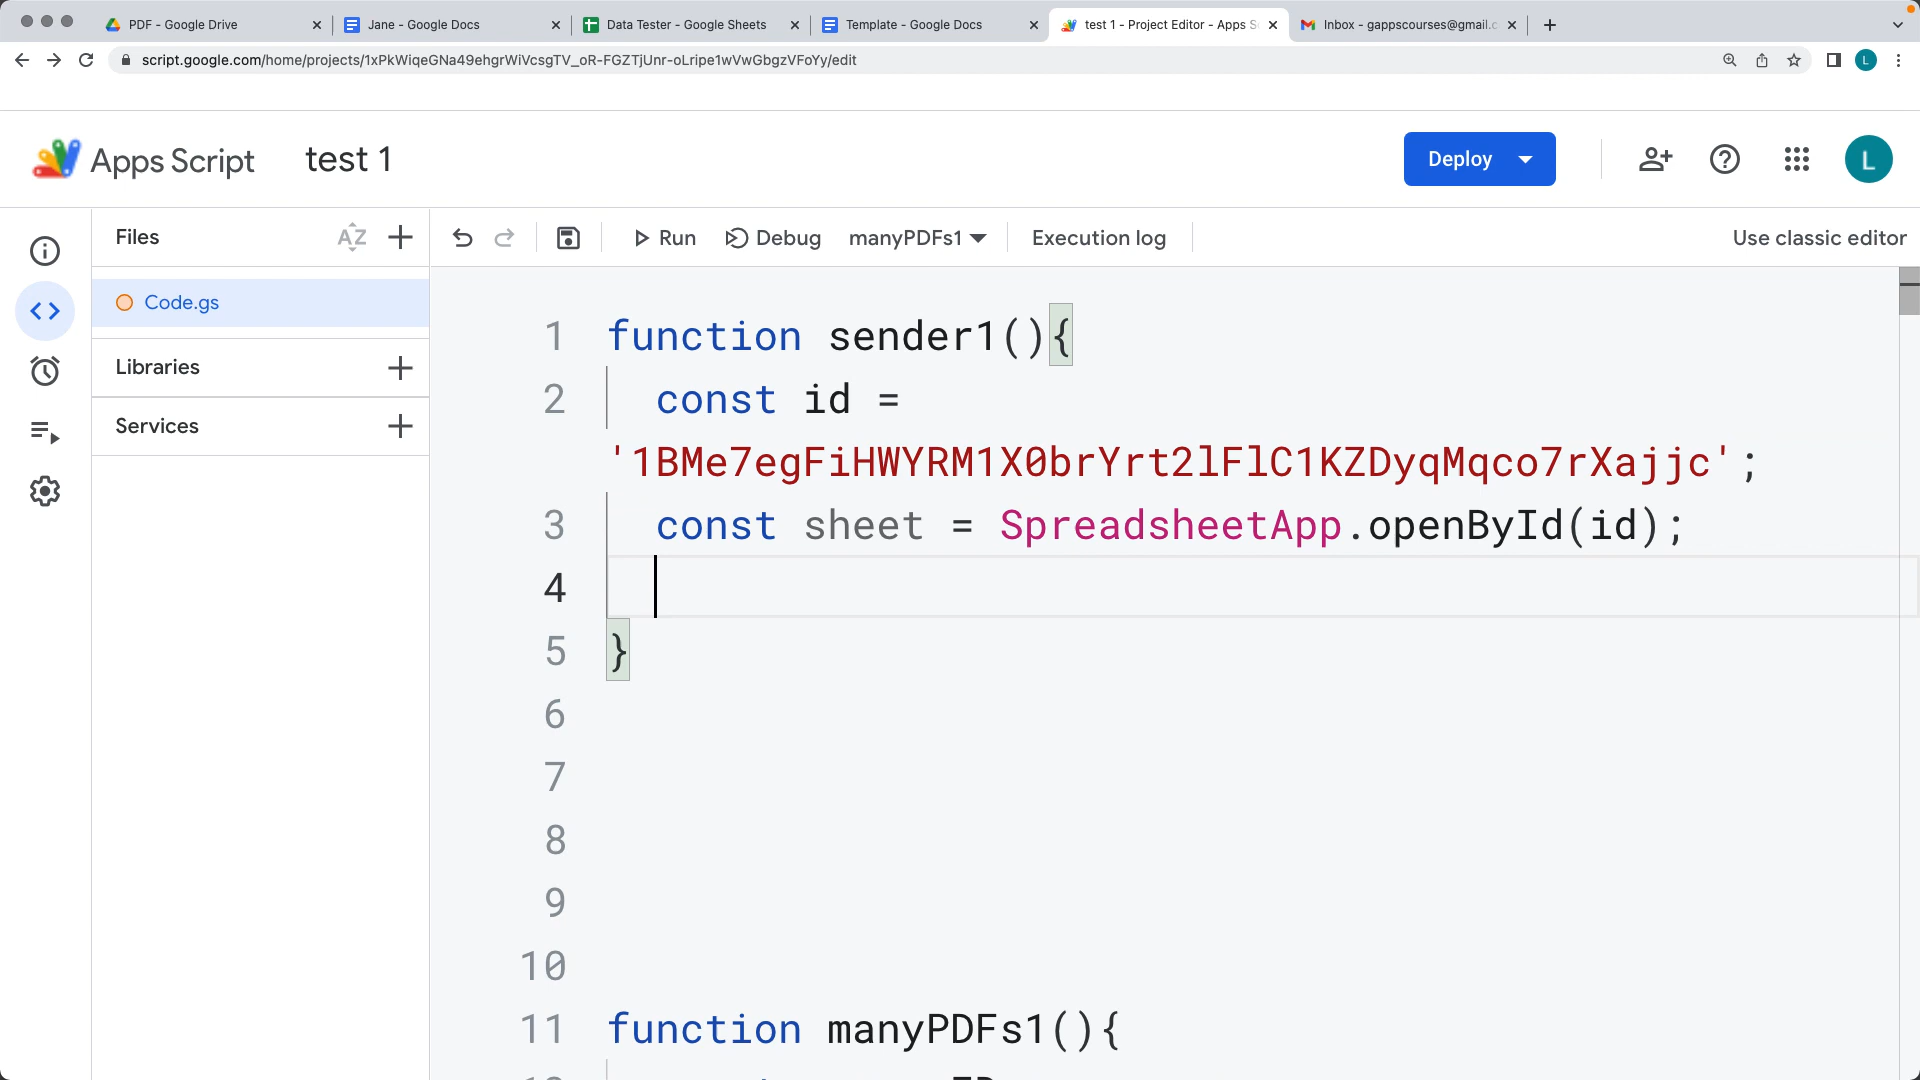 PDF - Google Drive
Jane - Google Docs
Data Tester - Google Sheets
Template - Google Docs
test 1 - Project Editor - Apps S
Inbox - gappscourses@gmail.c
script.google.com/home/projects/1xPkWiqeGNa49ehgrWiVcsgTV_oR-FGZTjUnr-oLripe1wVwGbgzVFoYy/edit
L
Apps Script
test 1
Deploy
L
Files
AZ
Run
Debug
manyPDFs1
Execution log
Use classic editor
Code.gs
Libraries
Services
1 function sender1(){
2 const id =
'1BMe7egFiHWYRM1X0brYrt2lFlC1KZDyqMqco7rXajjc';
3 const sheet = SpreadsheetApp.openById(id);
4
5 }
6
7
8
9
10
11 function manyPDFs1(){